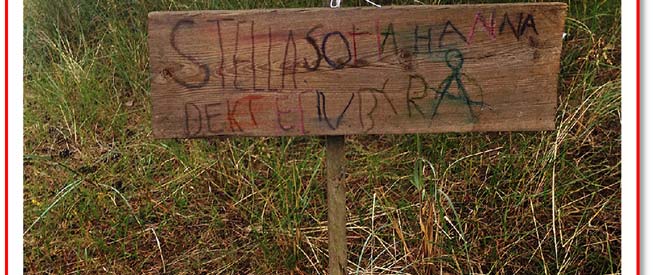 STELLA SOFIA HANNA
DEKTEIVBYRÅ